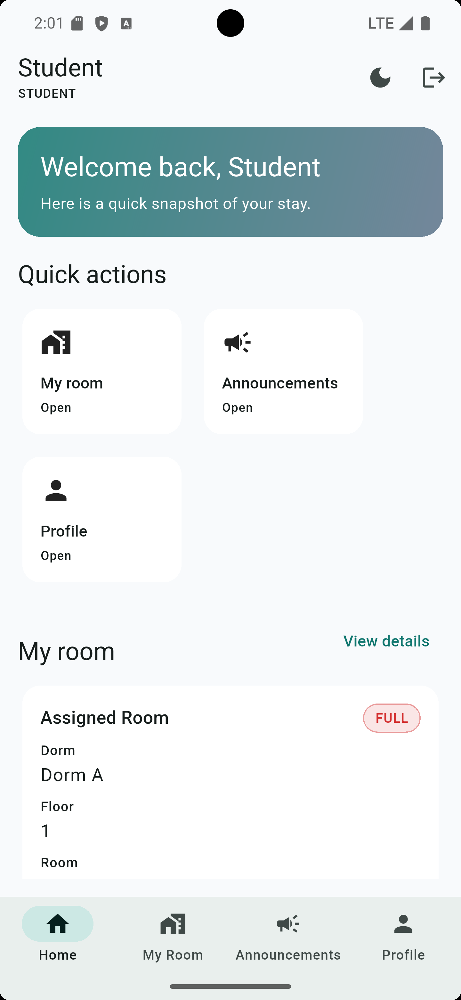 2:01
LTE
Student
STUDENT
Welcome back, Student
Here is a quick snapshot of your stay.
Quick actions
My room
Open
Announcements
Open
Profile
Open
My room
View details
Assigned Room
FULL
Dorm
Dorm A
Floor
1
Room
Home
My Room
Announcements
Profile